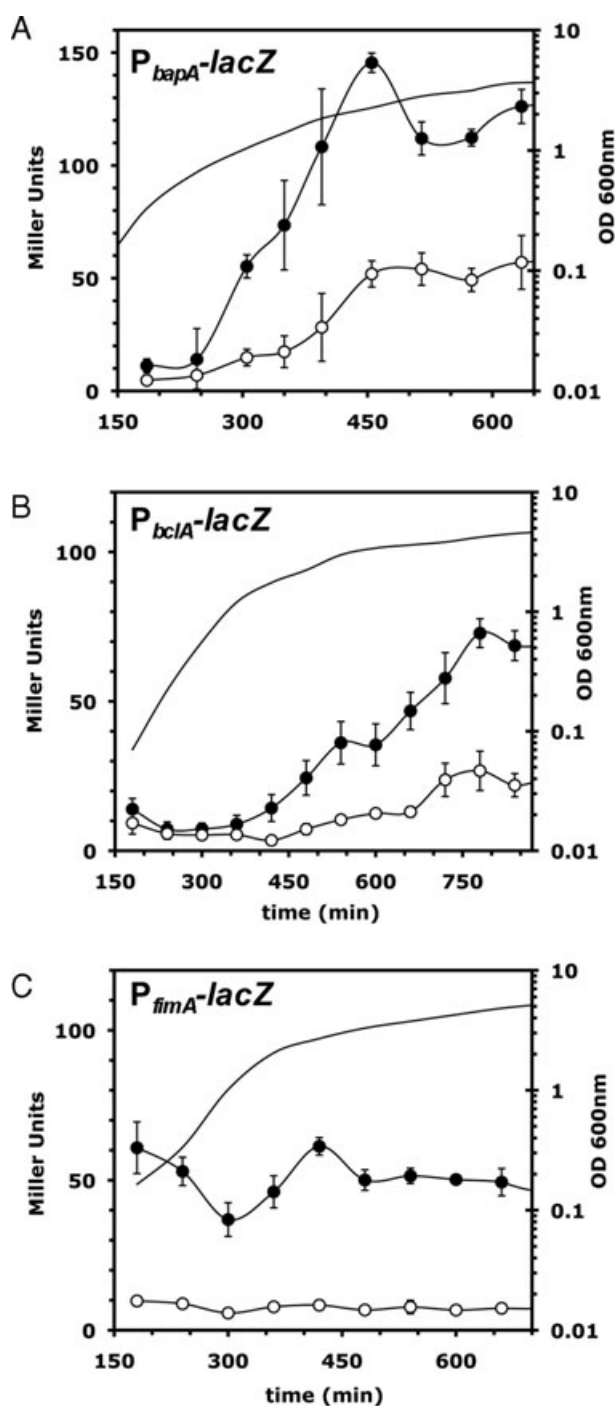 A
P bapA-lacZ
150
100
50
0
Miller Units
10
1
0.1
0.01
OD 600nm
150 300 450 600
B
P bclA-lacZ
100
50
0
Miller Units
10
1
0.1
0.01
OD 600nm
150 300 450 600 750
time (min)
C
P fimA-lacZ
100
50
0
Miller Units
10
1
0.1
0.01
OD 600nm
150 300 450 600
time (min)